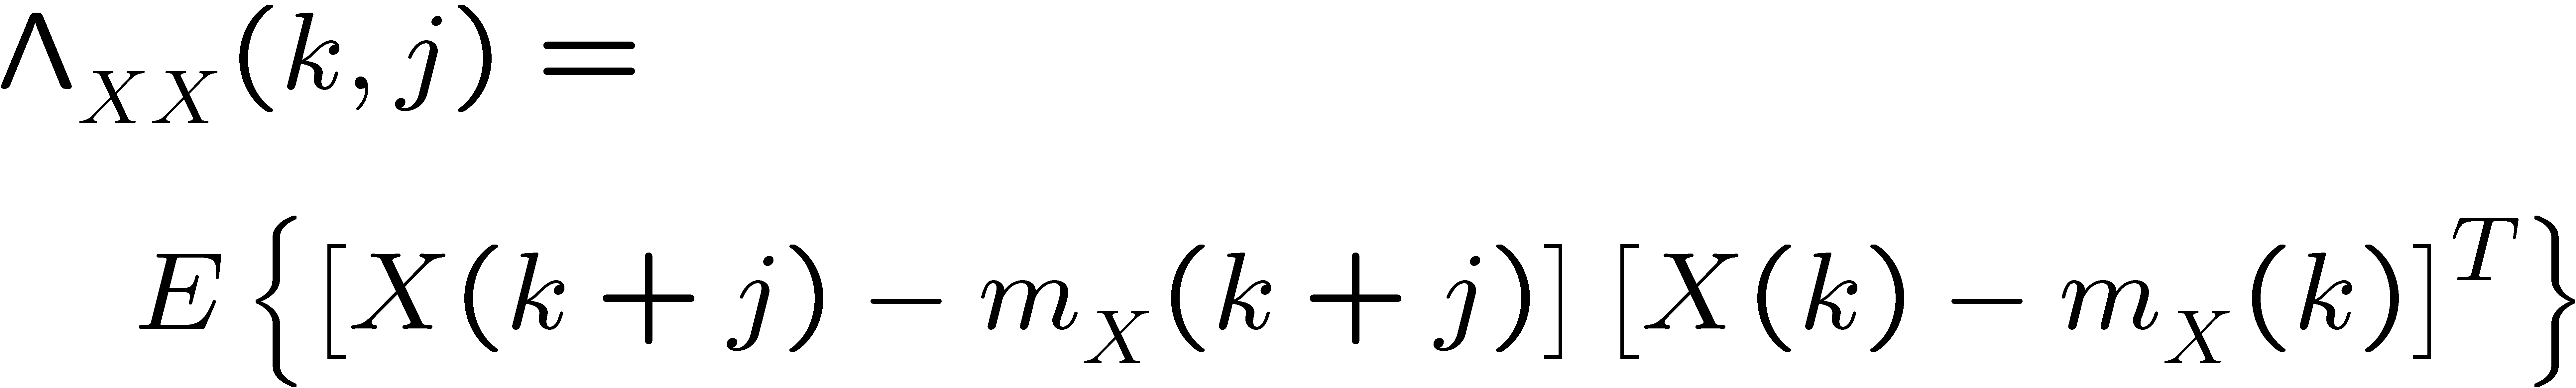 Λ_{XX}(k, j) =
E{[X(k + j) − m_X(k + j)] [X(k) − m_X(k)]^T}